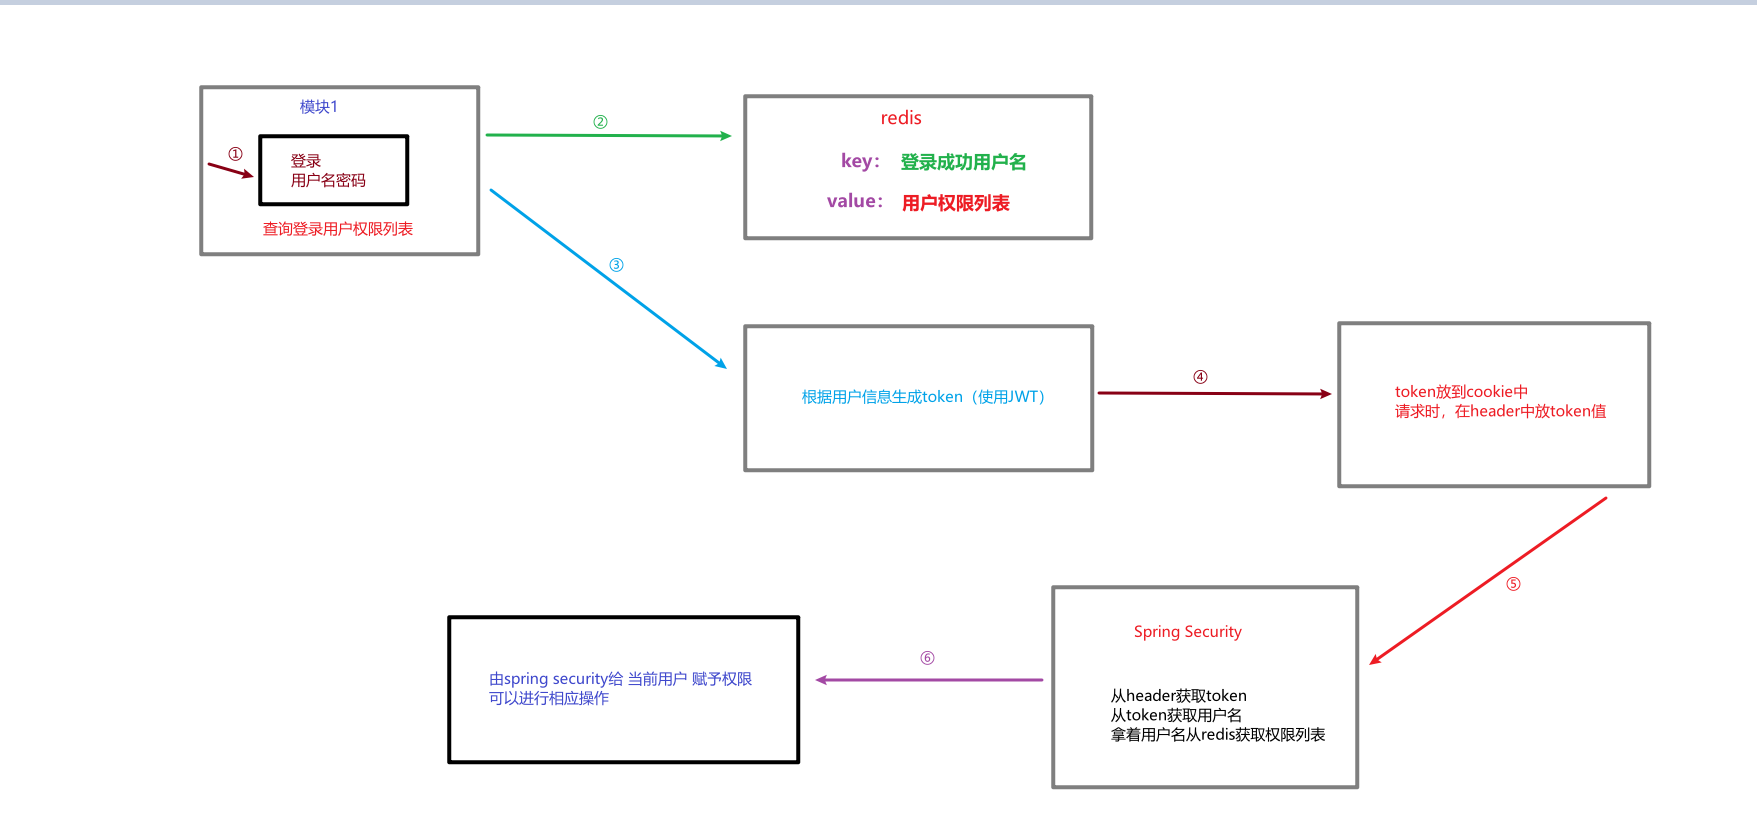 模块1
①
登录
用户名密码
查询登录用户权限列表
②
redis
key： 登录成功用户名
value： 用户权限列表
③
根据用户信息生成token（使用JWT）
④
token放到cookie中
请求时，在header中放token值
⑤
Spring Security
从header获取token
从token获取用户名
拿着用户名从redis获取权限列表
⑥
由spring security给 当前用户 赋予权限
可以进行相应操作